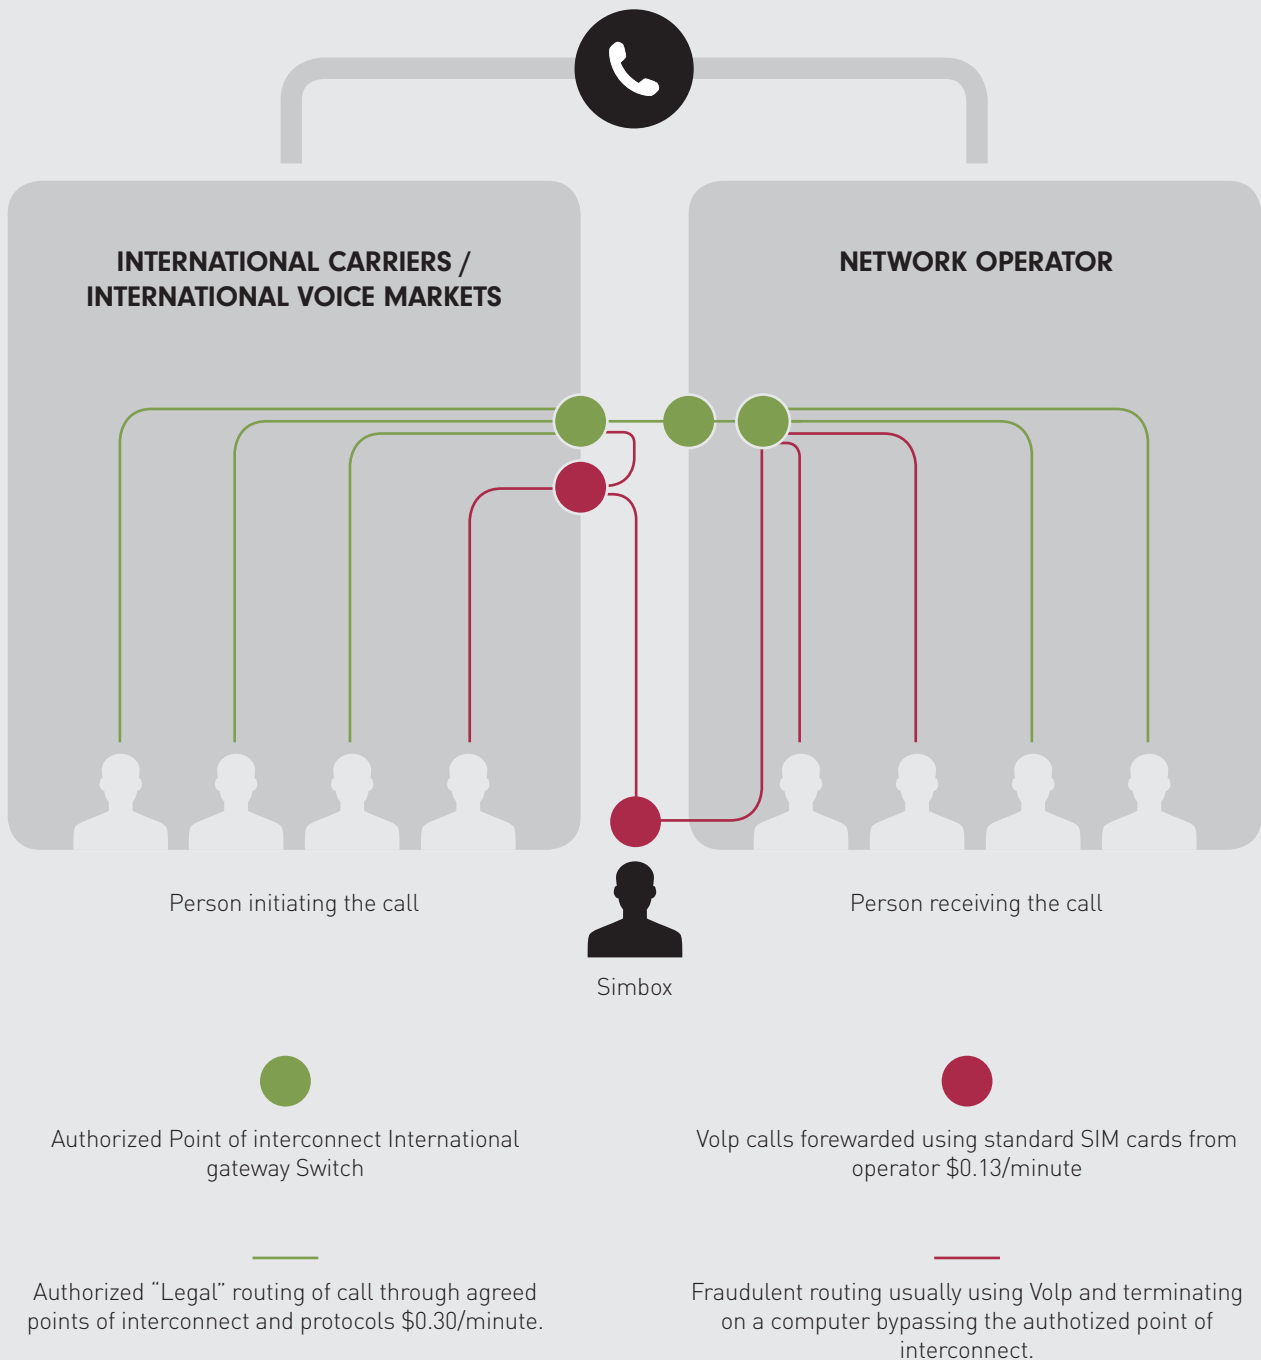 INTERNATIONAL CARRIERS /
INTERNATIONAL VOICE MARKETS
NETWORK OPERATOR
Person initiating the call
Person receiving the call
Simbox
Authorized Point of interconnect International
gateway Switch
Volp calls forewarded using standard SIM cards from
operator $0.13/minute
Authorized “Legal” routing of call through agreed
points of interconnect and protocols $0.30/minute.
Fraudulent routing usually using Volp and terminating
on a computer bypassing the authotized point of
interconnect.